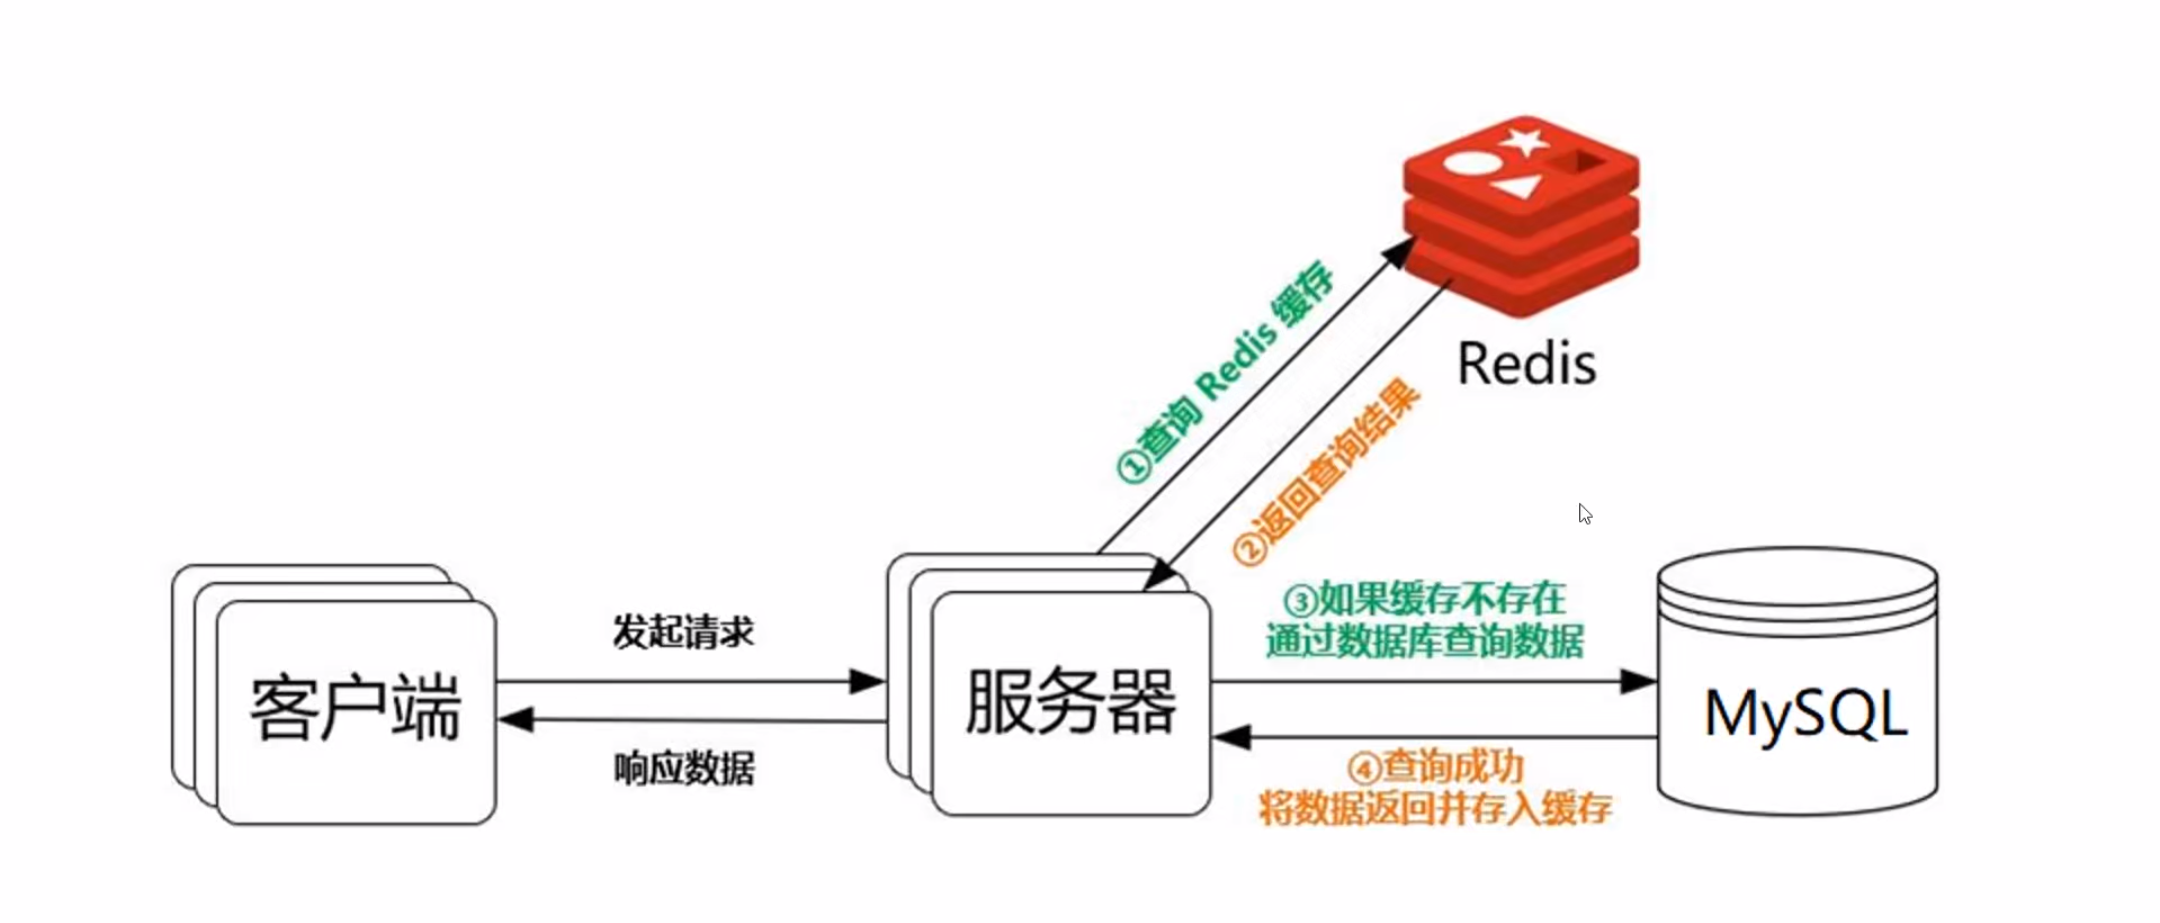 ①查询 Redis 缓存
Redis
②返回查询结果
客户端
发起请求
响应数据
服务器
③如果缓存不存在
通过数据库查询数据
④查询成功
将数据返回并存入缓存
MySQL